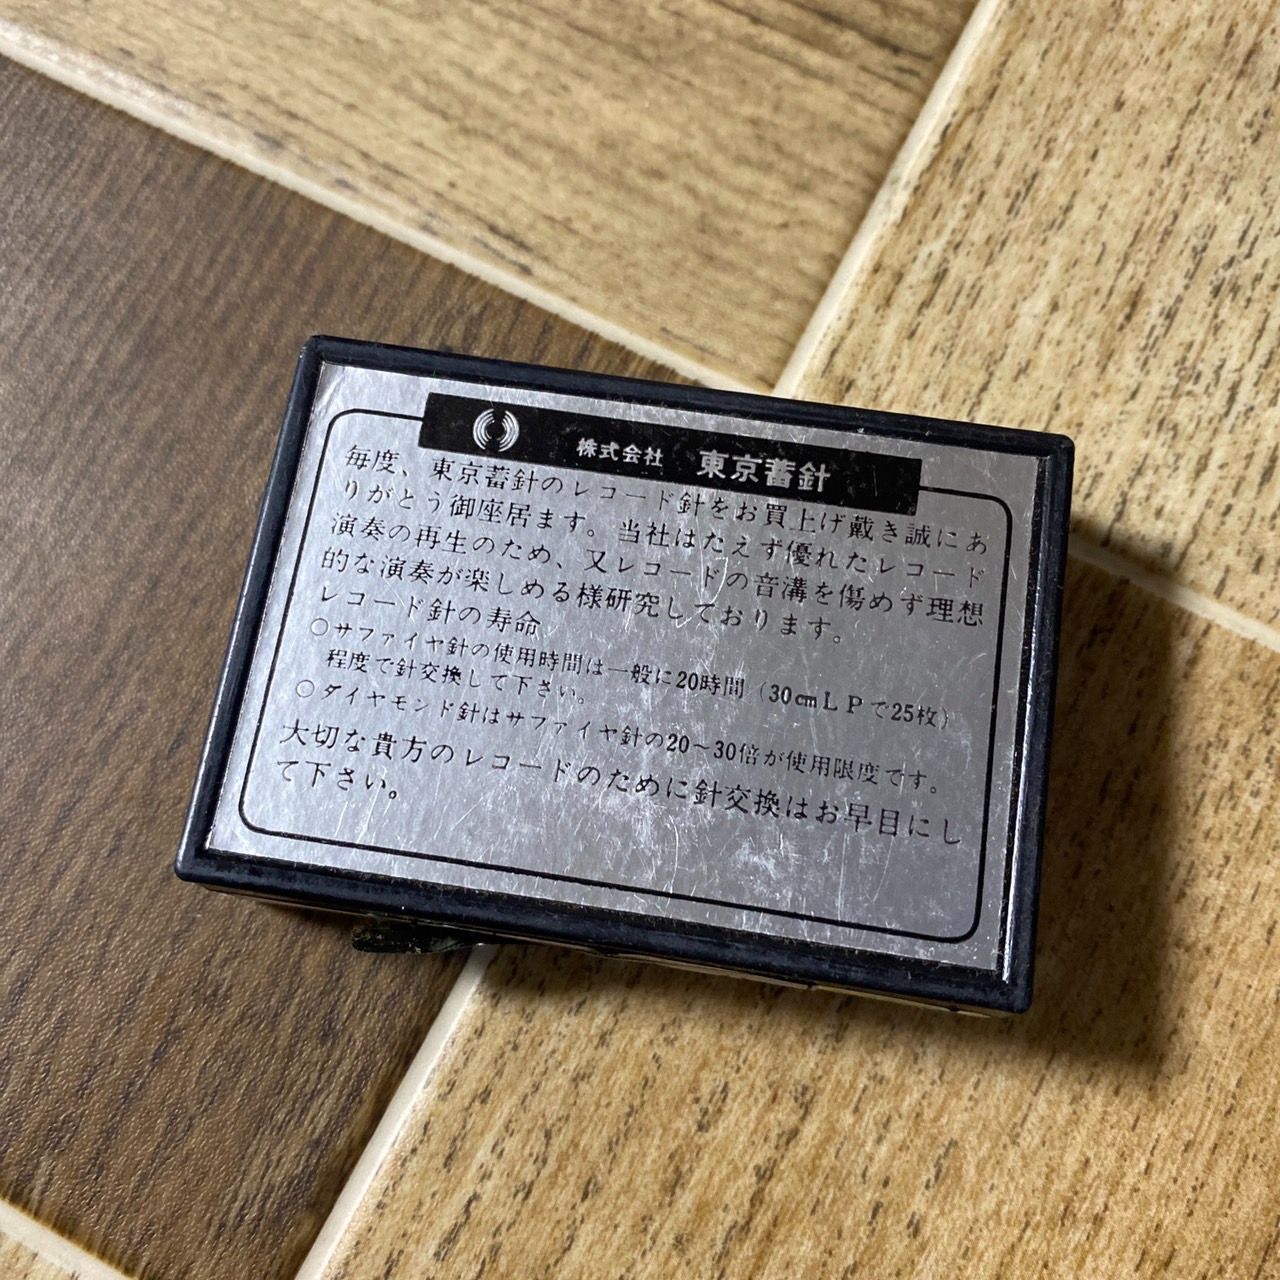 株式会社 東京蓄針
毎度、東京蓄針のレコード針をお買上げ戴き誠にあ
りがとう御座居ます。当社はたえず優れたレコード
演奏の再生のため、又レコードの音溝を傷めず理想
的な演奏が楽しめる様研究しております。
レコード針の寿命
○サファイヤ針の使用時間は一般に20時間(30㎝LPで25枚)
程度で針交換して下さい。
○ダイヤモンド針はサファイヤ針の20～30倍が使用限度です。
大切な貴方のレコードのために針交換はお早目にし
て下さい。